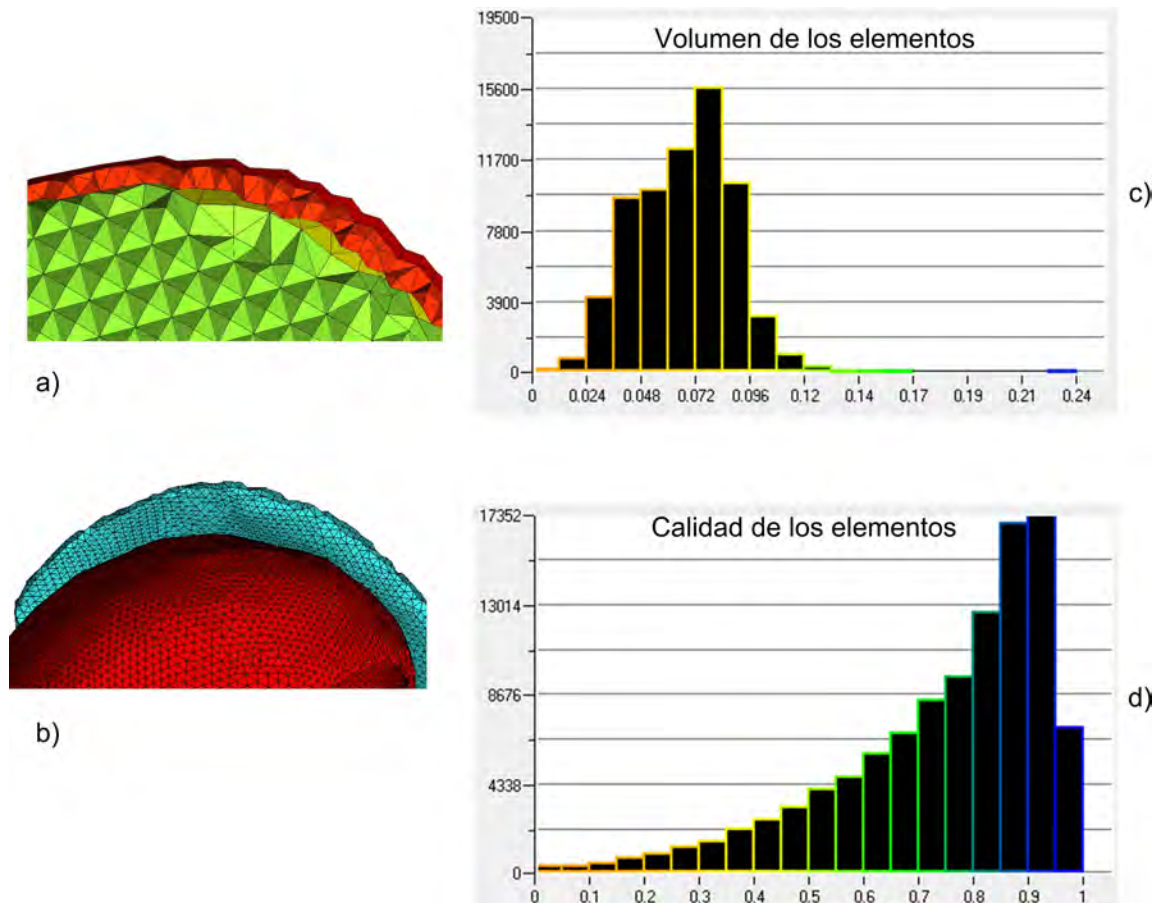 a)
b)
Volumen de los elementos
19500
15600
11700
7800
3900
0
0 0.024 0.048 0.072 0.096 0.12 0.14 0.17 0.19 0.21 0.24
c)
Calidad de los elementos
17352
13014
8676
4338
0
0 0.1 0.2 0.3 0.4 0.5 0.6 0.7 0.8 0.9 1
d)